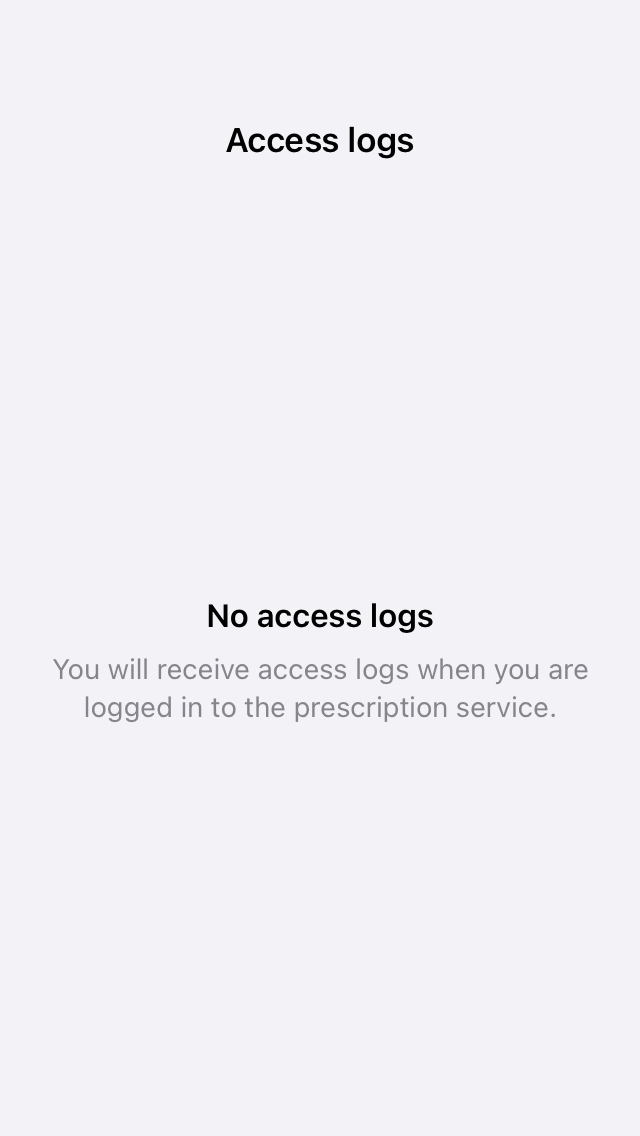 Access logs
No access logs
You will receive access logs when you are
logged in to the prescription service.